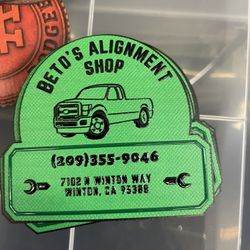 BETO'S ALIGNMENT
SHOP
(209)355-9046
7102 N WINTON WAY
WINTON, CA 95388